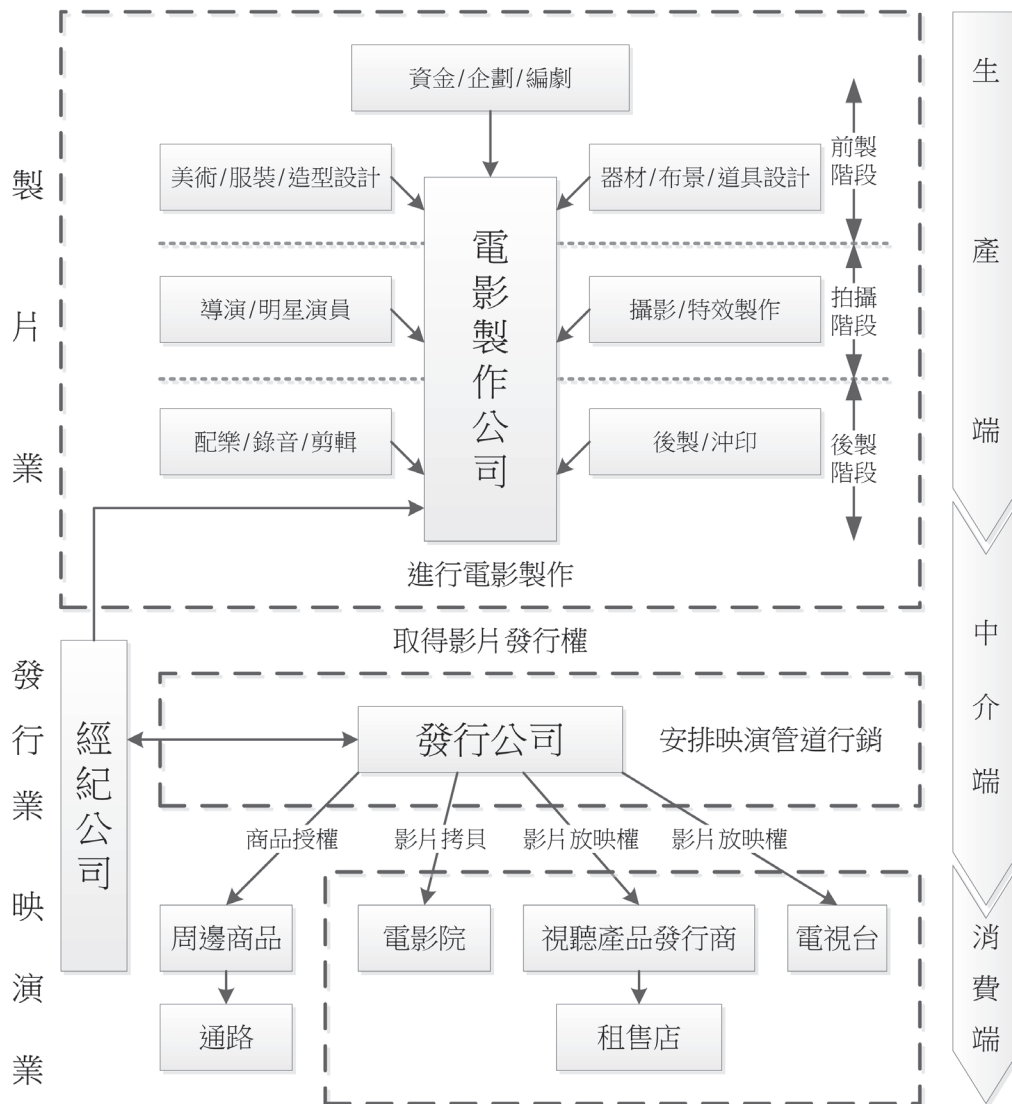 製片業
資金/企劃/編劇
美術/服裝/造型設計
器材/布景/道具設計
前製
階段
導演/明星演員
攝影/特效製作
拍攝
階段
配樂/錄音/剪輯
後製/沖印
後製
階段
電影製作公司
進行電影製作
生產端
取得影片發行權
發行業
經紀公司
發行公司
安排映演管道行銷
中介端
商品授權
影片拷貝
影片放映權
影片放映權
映演業
周邊商品
電影院
視聽產品發行商
電視台
通路
租售店
消費端